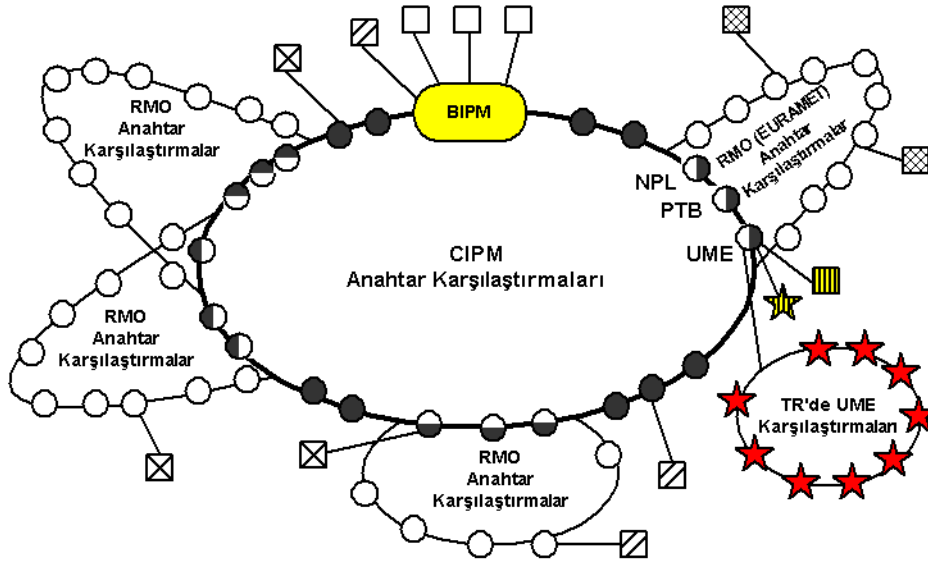 BIPM
RMO
Anahtar
Karşılaştırmalar
RMO (EURAMET)
Anahtar
Karşılaştırmalar
NPL
PTB
UME
CIPM
Anahtar Karşılaştırmaları
RMO
Anahtar
Karşılaştırmalar
TR'de UME
Karşılaştırmaları
RMO
Anahtar
Karşılaştırmalar